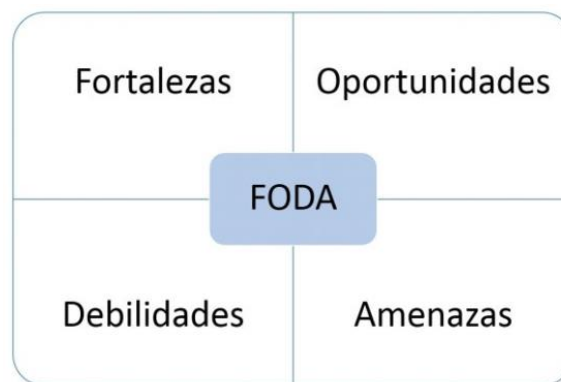 Fortalezas
Oportunidades
FODA
Debilidades
Amenazas